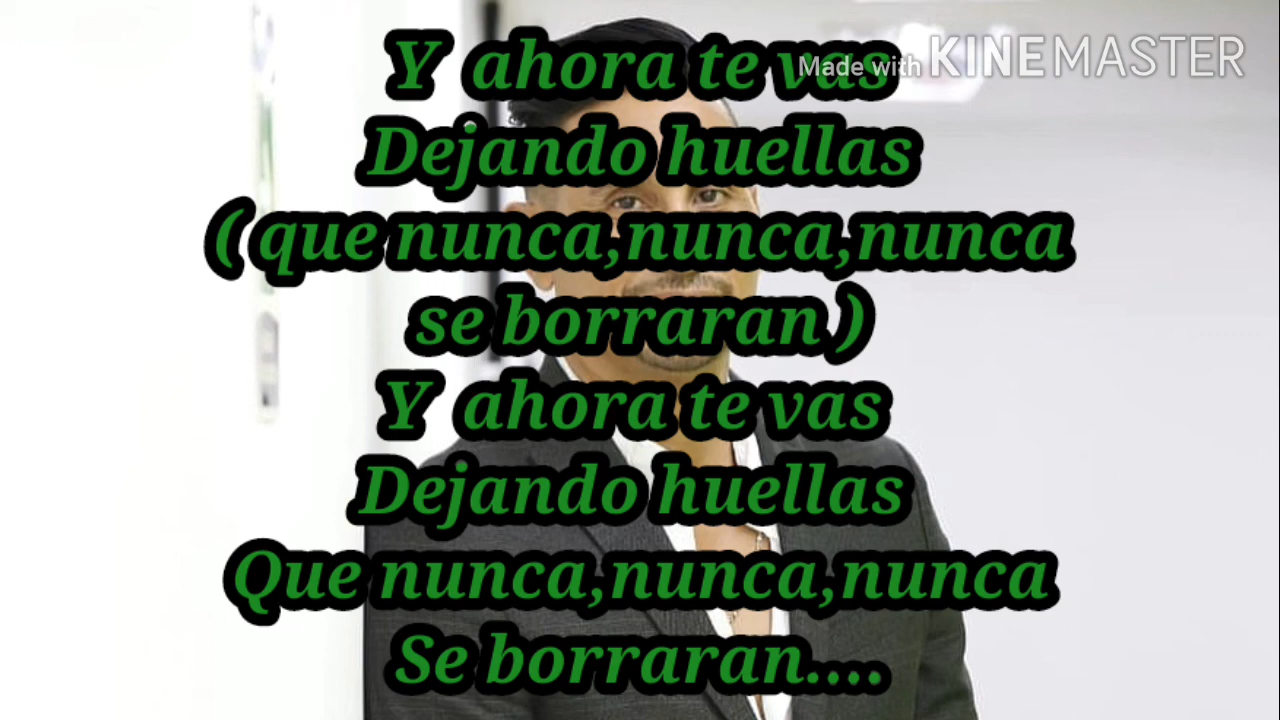 Y ahora te vas
Made with KINEMASTER
Dejando huellas
( que nunca,nunca,nunca
se borraran )
Y ahora te vas
Dejando huellas
Que nunca,nunca,nunca
Se borraran....